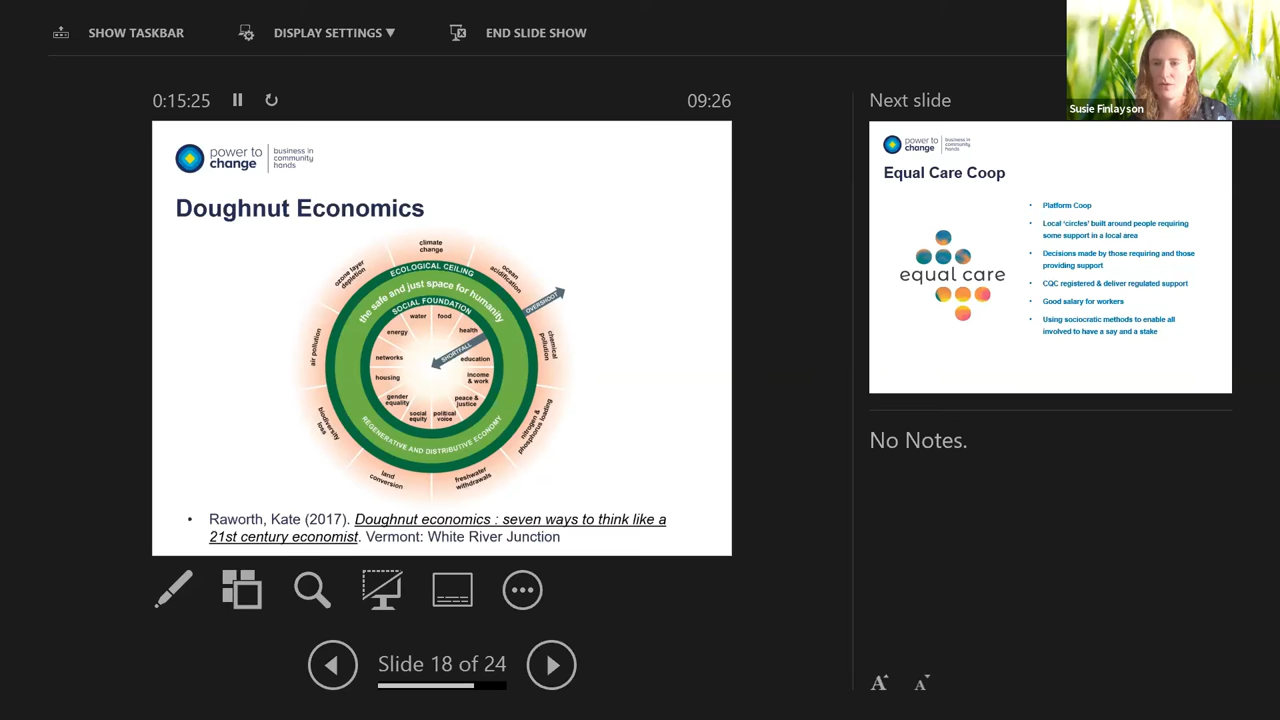 SHOW TASKBAR
DISPLAY SETTINGS ▼
END SLIDE SHOW
Susie Finlayson
0:15:25
09:26
Next slide
power to
change
business in
community
hands
Doughnut Economics
climate
change
ocean
acidification
chemical
pollution
nitrogen &
phosphorus loading
freshwater
withdrawals
land
conversion
biodiversity
loss
air pollution
ozone layer
depletion
ECOLOGICAL CEILING
the safe and just space for humanity
SOCIAL FOUNDATION
OVERSHOOT
SHORTFALL
water
food
health
education
income
& work
peace &
justice
political
voice
social
equity
gender
equality
housing
networks
energy
REGENERATIVE AND DISTRIBUTIVE ECONOMY
• Raworth, Kate (2017). Doughnut economics : seven ways to think like a
21st century economist. Vermont: White River Junction
power to
change
business in
community
hands
Equal Care Coop
equal care
• Platform Coop
• Local ‘circles’ built around people requiring
some support in a local area
• Decisions made by those requiring and those
providing support
• CQC registered & deliver regulated support
• Good salary for workers
• Using sociocratic methods to enable all
involved to have a say and a stake
No Notes.
Slide 18 of 24
A
A